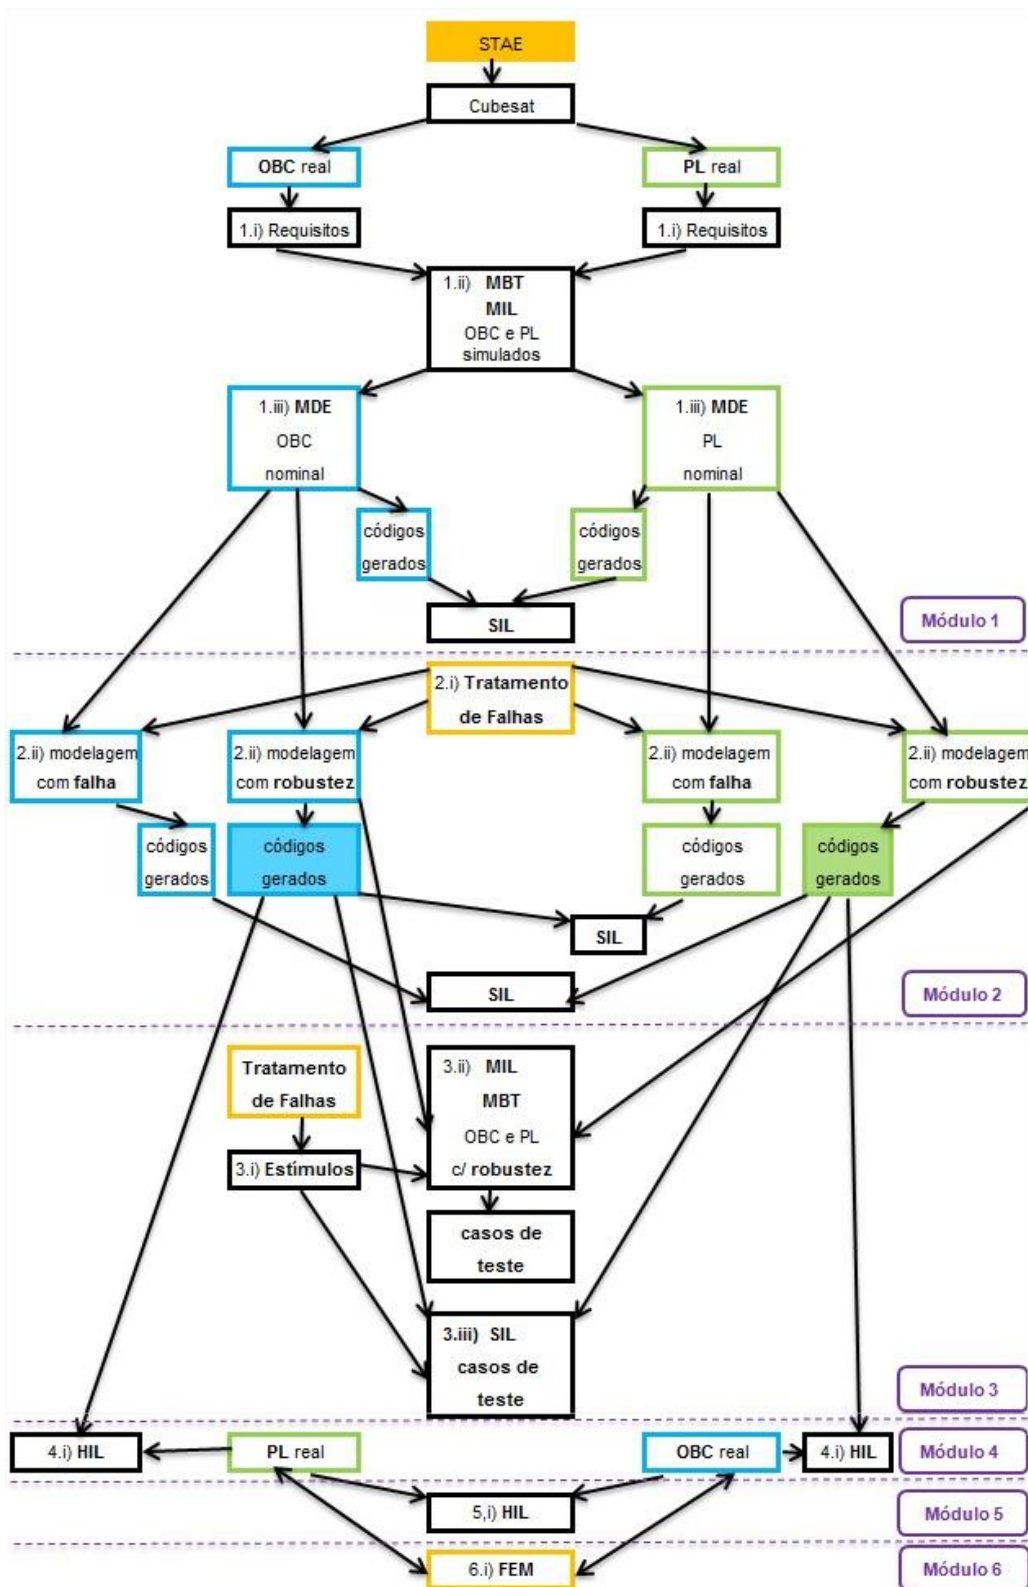 STAE
Cubesat
OBC real
PL real
1.i) Requisitos
1.i) Requisitos
1.ii) MBT
MIL
OBC e PL
simulados
1.iii) MDE
OBC
nominal
1.iii) MDE
PL
nominal
códigos
gerados
códigos
gerados
SIL
Módulo 1
2.i) Tratamento
de Falhas
2.ii) modelagem
com falha
2.ii) modelagem
com robustez
2.ii) modelagem
com falha
2.ii) modelagem
com robustez
códigos
gerados
códigos
gerados
códigos
gerados
códigos
gerados
SIL
SIL
Módulo 2
Tratamento
de Falhas
3.i) Estímulos
3.ii) MIL
MBT
OBC e PL
c/ robustez
casos de
teste
3.iii) SIL
casos de
teste
Módulo 3
4.i) HIL
PL real
OBC real
4.i) HIL
Módulo 4
5,i) HIL
Módulo 5
6.i) FEM
Módulo 6